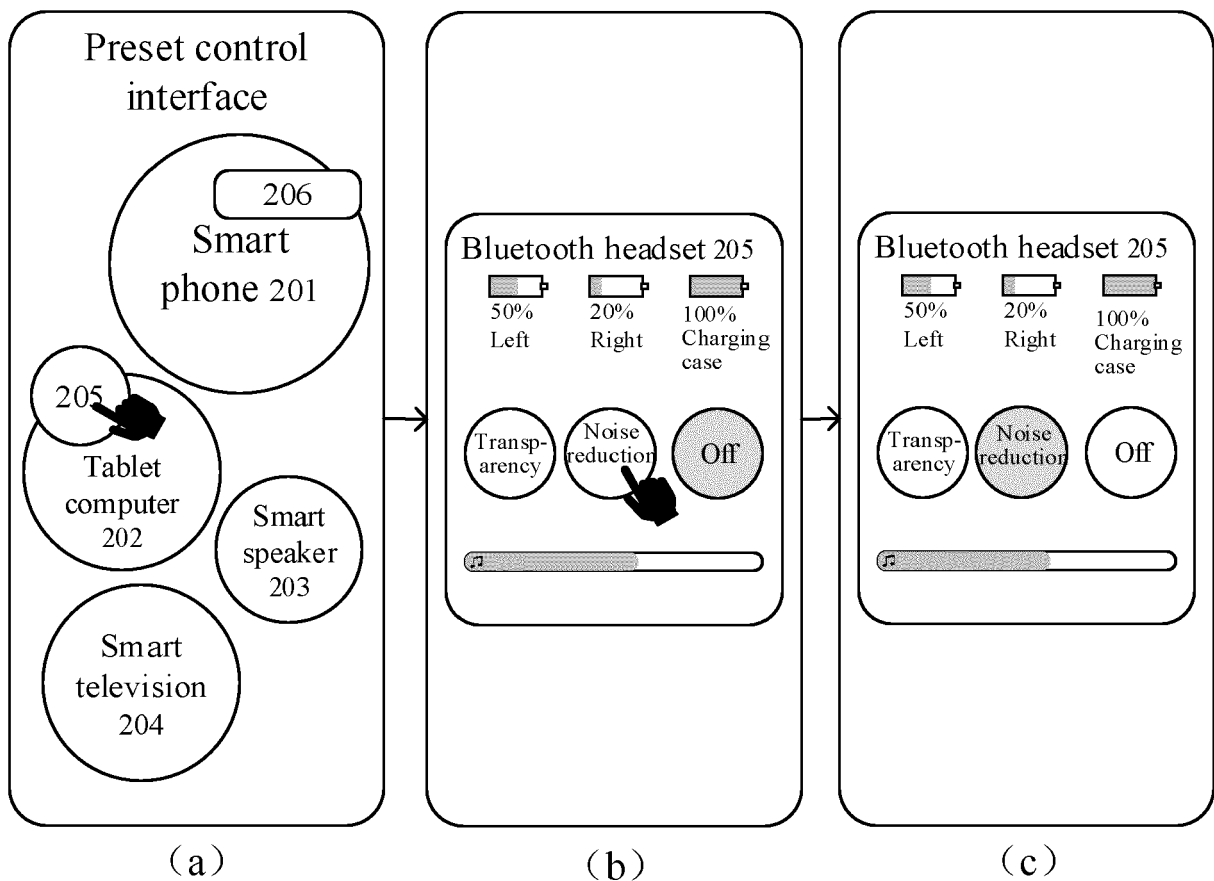 Preset control
interface
206
Smart
phone 201
205
Tablet
computer
202
Smart
speaker
203
Smart
television
204
(a)
Bluetooth headset 205
50%
Left
20%
Right
100%
Charging
case
Transp-
arency
Noise
reduction
Off
(b)
Bluetooth headset 205
50%
Left
20%
Right
100%
Charging
case
Transp-
arency
Noise
reduction
Off
(c)